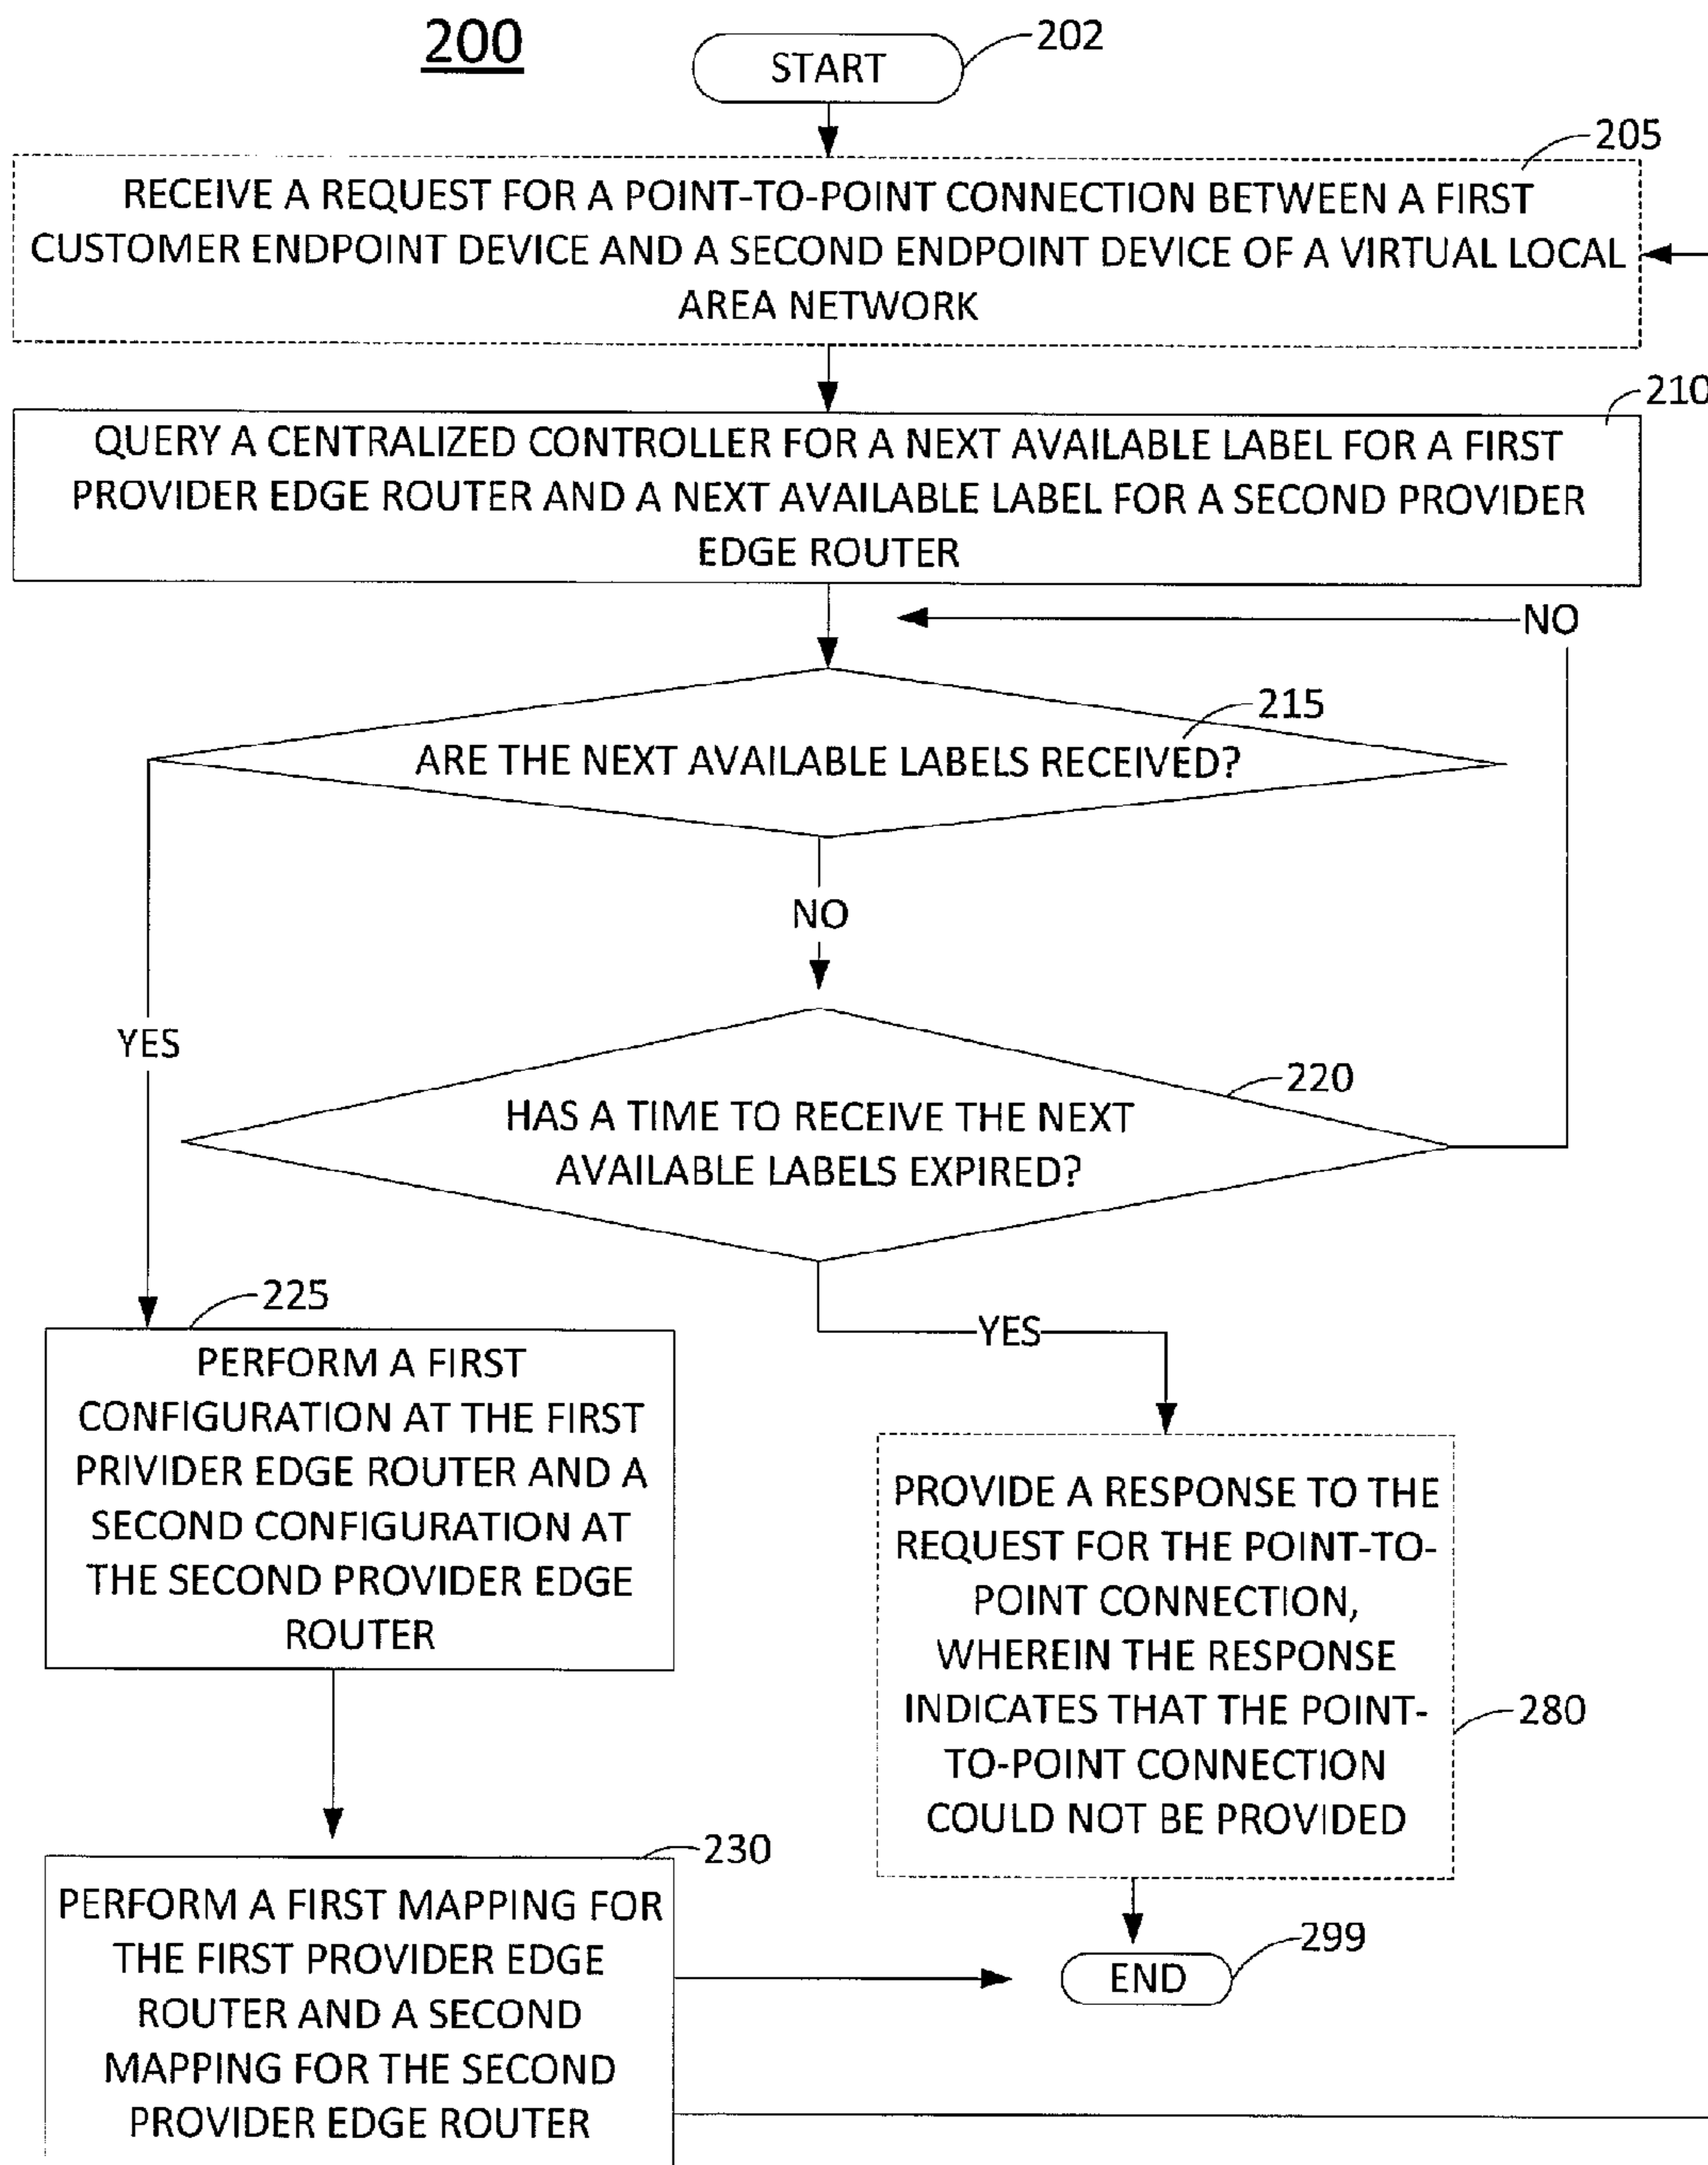 200
START
202
205
RECEIVE A REQUEST FOR A POINT-TO-POINT CONNECTION BETWEEN A FIRST
CUSTOMER ENDPOINT DEVICE AND A SECOND ENDPOINT DEVICE OF A VIRTUAL LOCAL
AREA NETWORK
210
QUERY A CENTRALIZED CONTROLLER FOR A NEXT AVAILABLE LABEL FOR A FIRST
PROVIDER EDGE ROUTER AND A NEXT AVAILABLE LABEL FOR A SECOND PROVIDER
EDGE ROUTER
NO
215
ARE THE NEXT AVAILABLE LABELS RECEIVED?
NO
YES
220
HAS A TIME TO RECEIVE THE NEXT
AVAILABLE LABELS EXPIRED?
225
YES
PERFORM A FIRST
CONFIGURATION AT THE FIRST
PRIVIDER EDGE ROUTER AND A
SECOND CONFIGURATION AT
THE SECOND PROVIDER EDGE
ROUTER
PROVIDE A RESPONSE TO THE
REQUEST FOR THE POINT-TO-
POINT CONNECTION,
WHEREIN THE RESPONSE
INDICATES THAT THE POINT-
TO-POINT CONNECTION
COULD NOT BE PROVIDED
280
230
PERFORM A FIRST MAPPING FOR
THE FIRST PROVIDER EDGE
ROUTER AND A SECOND
MAPPING FOR THE SECOND
PROVIDER EDGE ROUTER
299
END